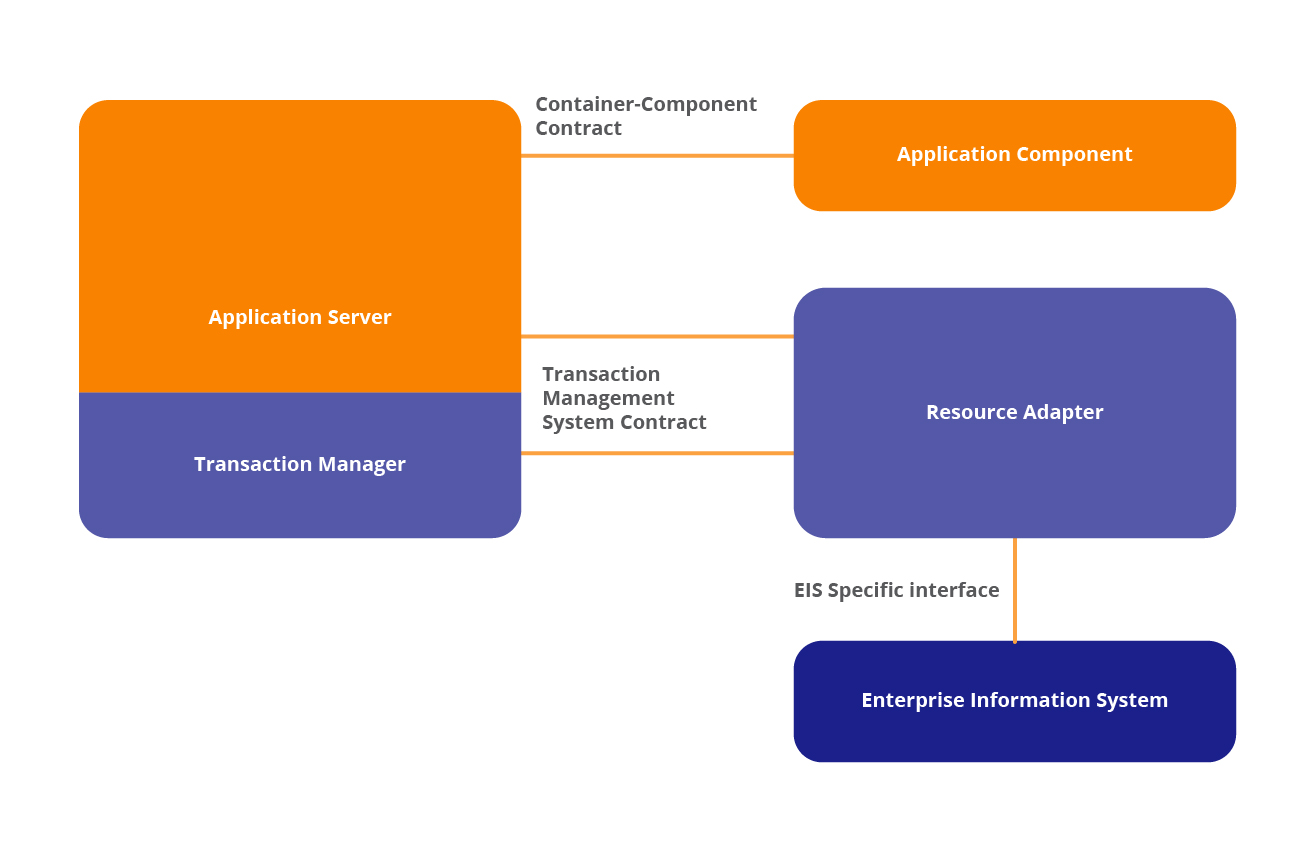 Container-Component
Contract
Application Component
Application Server
Transaction
Management
System Contract
Resource Adapter
Transaction Manager
EIS Specific interface
Enterprise Information System